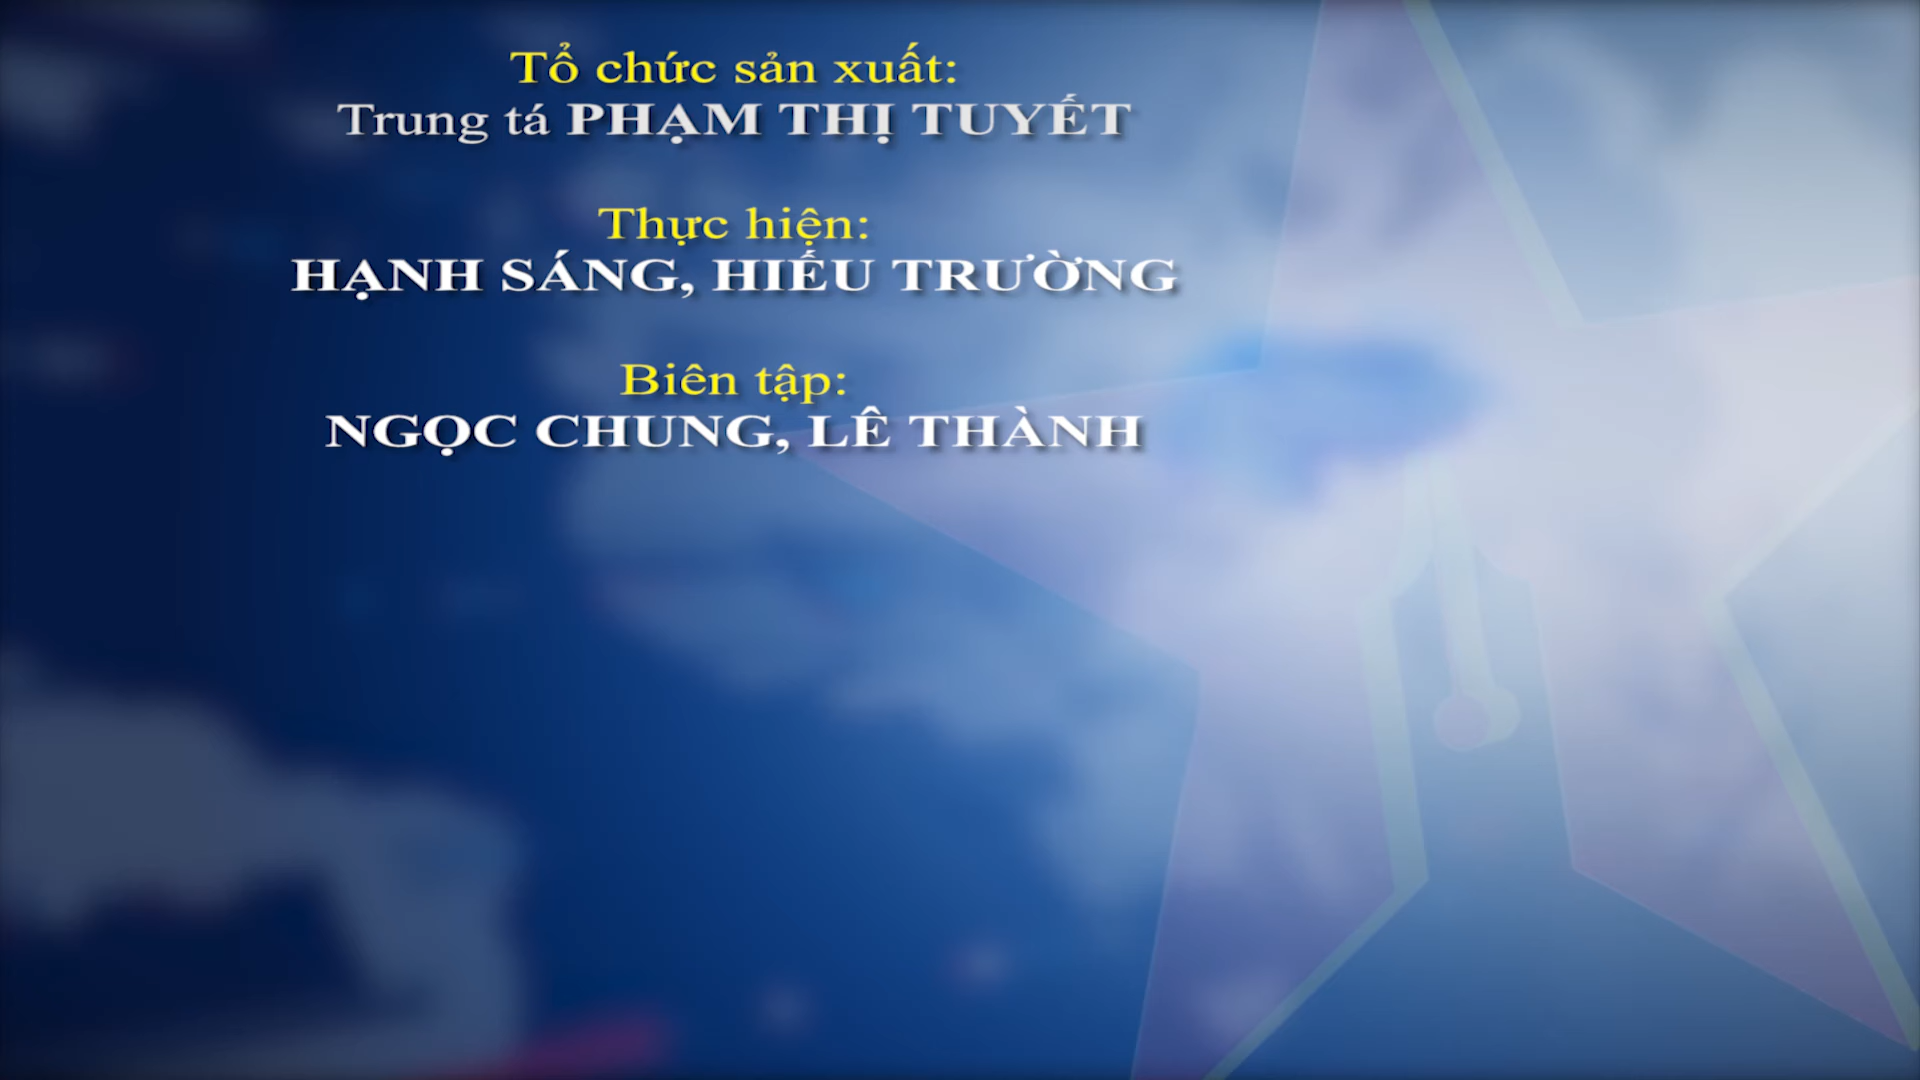 Tổ chức sản xuất:
Trung tá PHẠM THỊ TUYẾT
Thực hiện:
HẠNH SÁNG, HIẾU TRƯỜNG
Biên tập:
NGỌC CHUNG, LÊ THÀNH